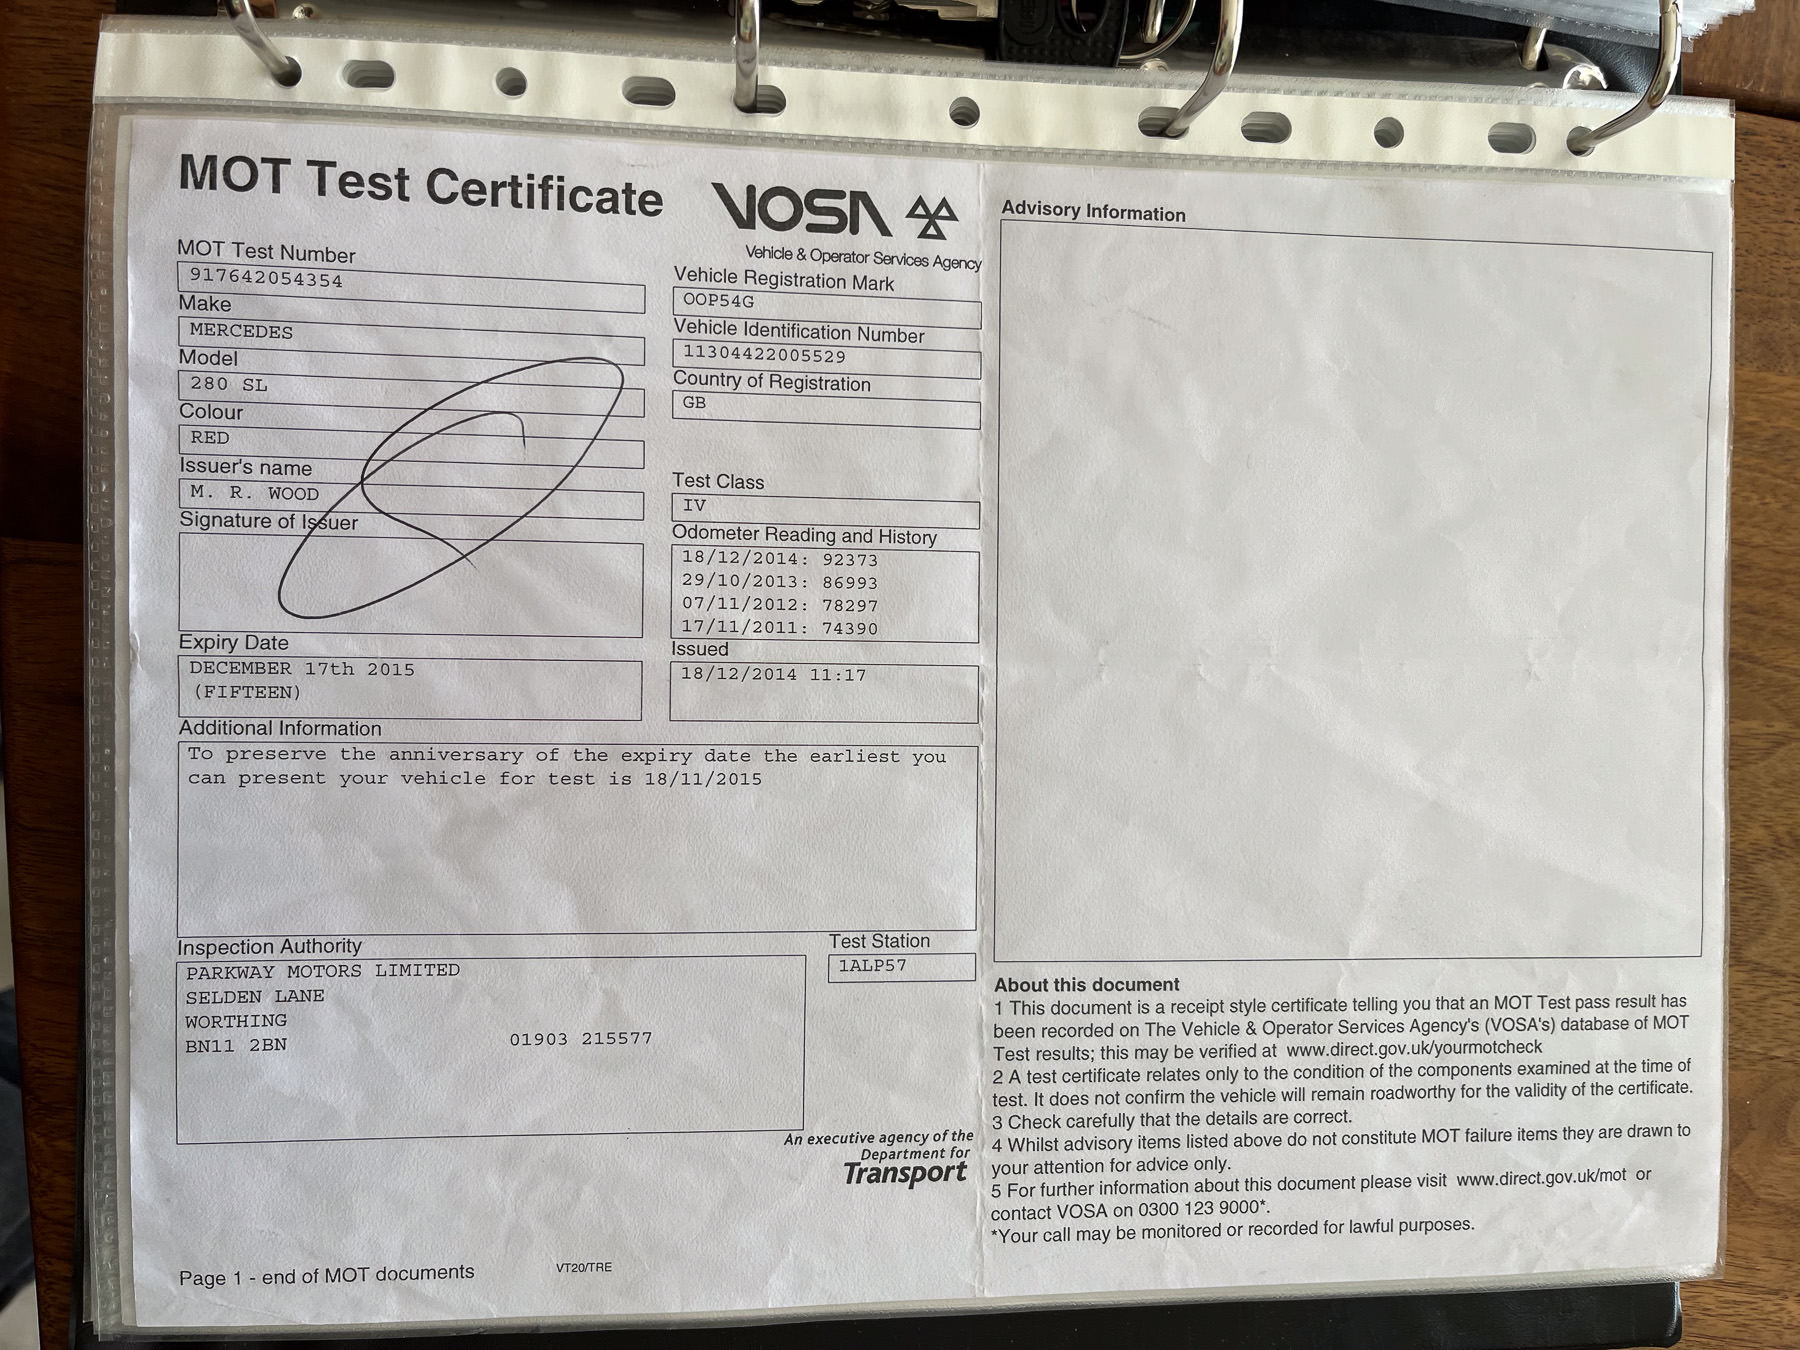 MOT Test Certificate
VOSA
Vehicle & Operator Services Agency
MOT Test Number
917642054354
Make
MERCEDES
Model
280 SL
Colour
RED
Issuer's name
M. R. WOOD
Signature of Issuer
Expiry Date
DECEMBER 17th 2015
(FIFTEEN)
Vehicle Registration Mark
OOP54G
Vehicle Identification Number
11304422005529
Country of Registration
GB
Test Class
IV
Odometer Reading and History
18/12/2014: 92373
29/10/2013: 86993
07/11/2012: 78297
17/11/2011: 74390
Issued
18/12/2014 11:17
Additional Information
To preserve the anniversary of the expiry date the earliest you
can present your vehicle for test is 18/11/2015
Inspection Authority
PARKWAY MOTORS LIMITED
SELDEN LANE
WORTHING
BN11 2BN 01903 215577
Test Station
1ALP57
An executive agency of the
Department for
Transport
Page 1 - end of MOT documents
VT20/TRE
Advisory Information
About this document
1 This document is a receipt style certificate telling you that an MOT Test pass result has
been recorded on The Vehicle & Operator Services Agency's (VOSA's) database of MOT
Test results; this may be verified at www.direct.gov.uk/yourmotcheck
2 A test certificate relates only to the condition of the components examined at the time of
test. It does not confirm the vehicle will remain roadworthy for the validity of the certificate.
3 Check carefully that the details are correct.
4 Whilst advisory items listed above do not constitute MOT failure items they are drawn to
your attention for advice only.
5 For further information about this document please visit www.direct.gov.uk/mot or
contact VOSA on 0300 123 9000*.
*Your call may be monitored or recorded for lawful purposes.